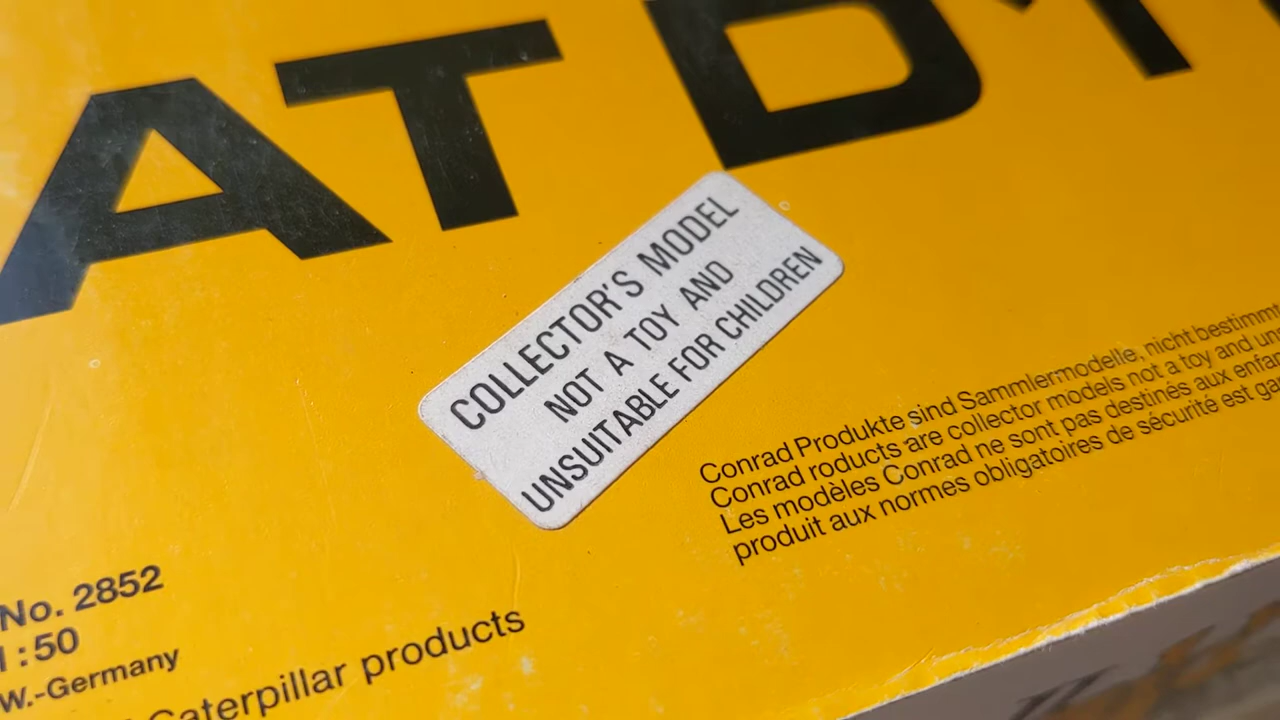 AT D
COLLECTOR'S MODEL
NOT A TOY AND
UNSUITABLE FOR CHILDREN
Conrad Produkte sind Sammlermodelle, nicht bestimmt
Conrad roducts are collector models not a toy and un
Les modèles Conrad ne sont pas destinés aux enfan
produit aux normes obligatoires de sécurité est ga
No. 2852
1:50
W.-Germany
Caterpillar products